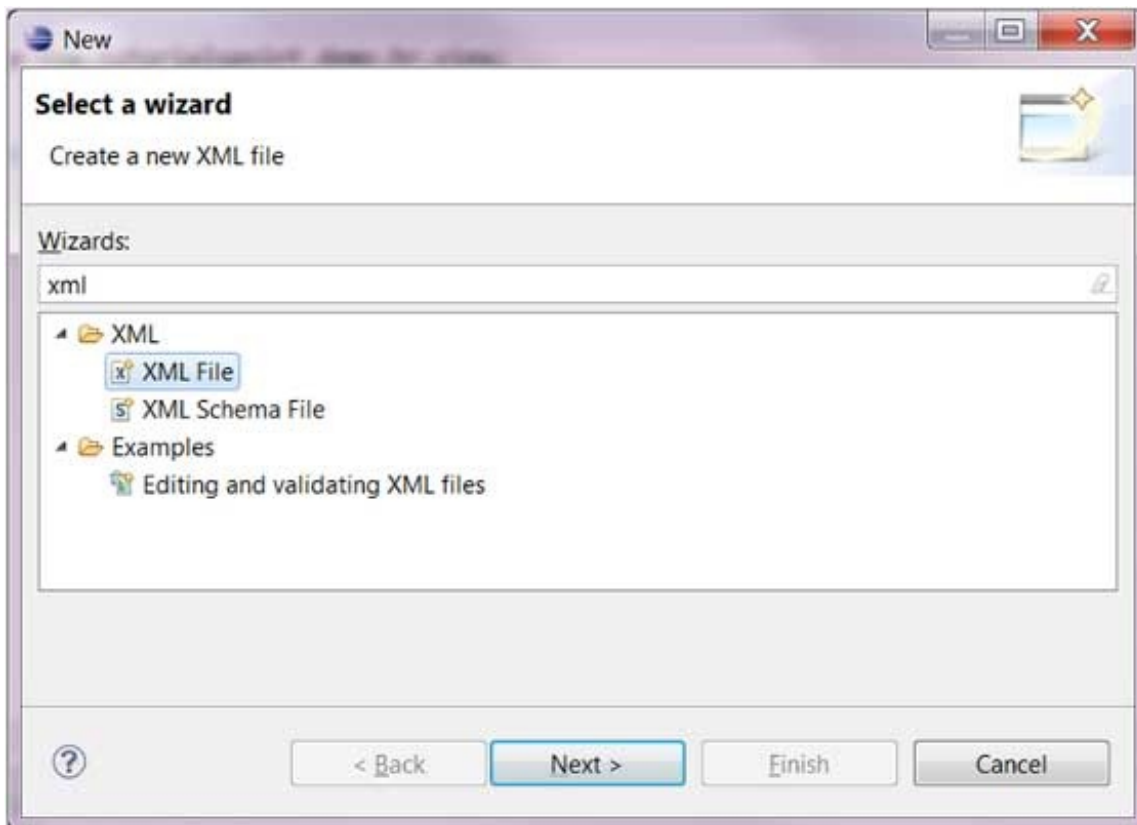 New
Select a wizard
Create a new XML file
Wizards:
xml
XML
XML File
XML Schema File
Examples
Editing and validating XML files
< Back
Next >
Finish
Cancel